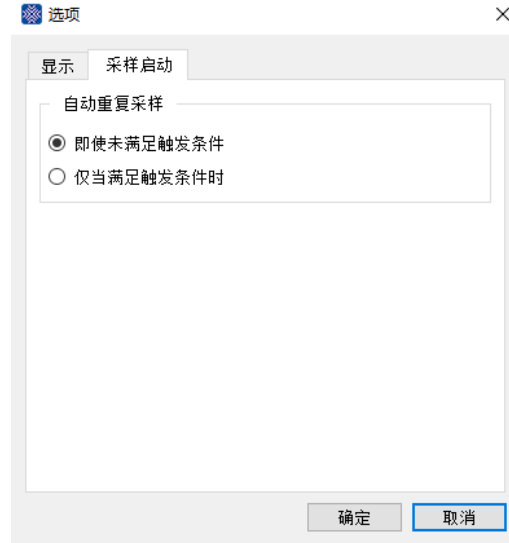 选项
显示 采样启动
自动重复采样
即使未满足触发条件
仅当满足触发条件时
确定 取消